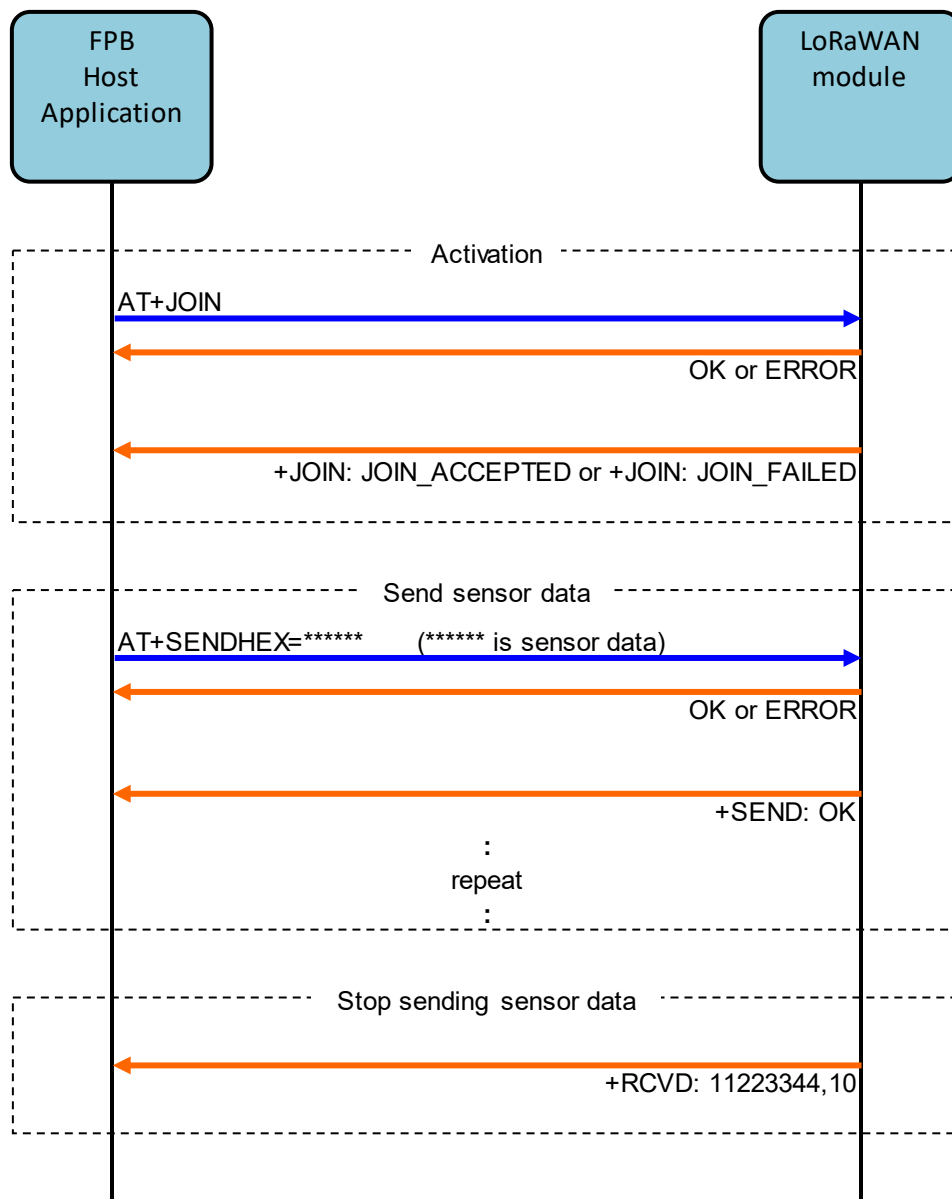 FPB
Host
Application
LoRaWAN
module
Activation
AT+JOIN
OK or ERROR
+JOIN: JOIN_ACCEPTED or +JOIN: JOIN_FAILED
Send sensor data
AT+SENDHEX=****** (****** is sensor data)
OK or ERROR
+SEND: OK
:
repeat
:
Stop sending sensor data
+RCVD: 11223344,10